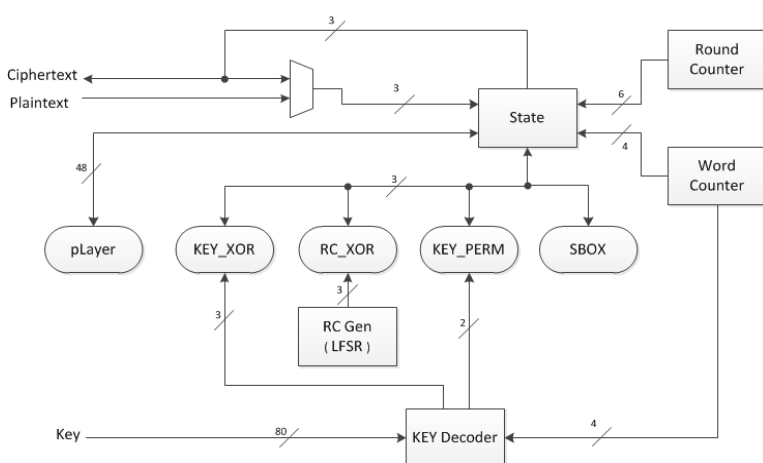 3
Ciphertext
Plaintext
3
State
6
Round
Counter
4
Word
Counter
48
3
pLayer
KEY_XOR
RC_XOR
KEY_PERM
SBOX
3
3
2
RC Gen
( LFSR )
Key
80
KEY Decoder
4